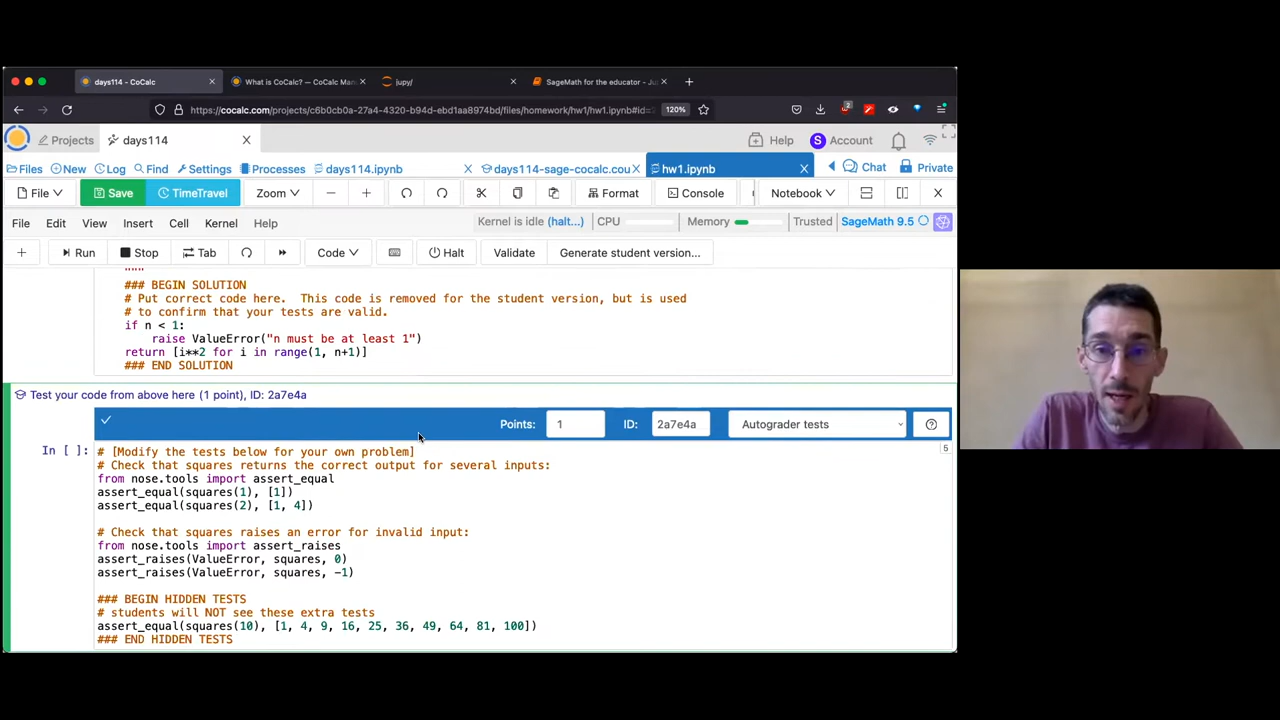 days114 - CoCalc
What is CoCalc? — CoCalc Man
jupy/
SageMath for the educator - Ju
https://cocalc.com/projects/c6b0cb0a-27a4-4320-b94d-ebd1aa8974bd/files/homework/hw1/hw1.ipynb#id=
120%
2
Projects
days114
Help
S
Account
Files
New
Log
Find
Settings
Processes
days114.ipynb
days114-sage-cocalc.cou
hw1.ipynb
Chat
Private
File
Save
TimeTravel
Zoom
Format
Console
Notebook
File
Edit
View
Insert
Cell
Kernel
Help
Kernel is idle (halt...)
CPU
Memory
Trusted
SageMath 9.5
Run
Stop
Tab
Code
Halt
Validate
Generate student version...
"""
### BEGIN SOLUTION
# Put correct code here.  This code is removed for the student version, but is used
# to confirm that your tests are valid.
if n < 1:
raise ValueError("n must be at least 1")
return [i**2 for i in range(1, n+1)]
### END SOLUTION
Test your code from above here (1 point), ID: 2a7e4a
Points:
1
ID:
2a7e4a
Autograder tests
In [ ]:
5
# [Modify the tests below for your own problem]
# Check that squares returns the correct output for several inputs:
from nose.tools import assert_equal
assert_equal(squares(1), [1])
assert_equal(squares(2), [1, 4])
# Check that squares raises an error for invalid input:
from nose.tools import assert_raises
assert_raises(ValueError, squares, 0)
assert_raises(ValueError, squares, -1)
### BEGIN HIDDEN TESTS
# students will NOT see these extra tests
assert_equal(squares(10), [1, 4, 9, 16, 25, 36, 49, 64, 81, 100])
### END HIDDEN TESTS